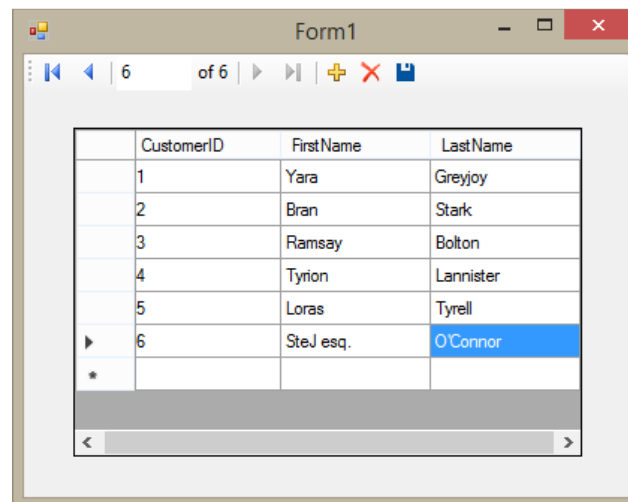 Form1
6 of 6
CustomerID FirstName LastName
1 Yara Greyjoy
2 Bran Stark
3 Ramsay Bolton
4 Tyrion Lannister
5 Loras Tyrell
6 SteJ esq. O'Connor